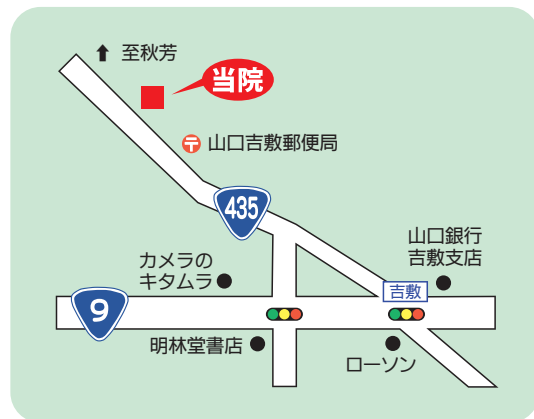 至秋芳
当院
〒
山口吉敷郵便局
435
山口銀行
吉敷支店
カメラの
キタムラ
吉敷
9
明林堂書店
ローソン